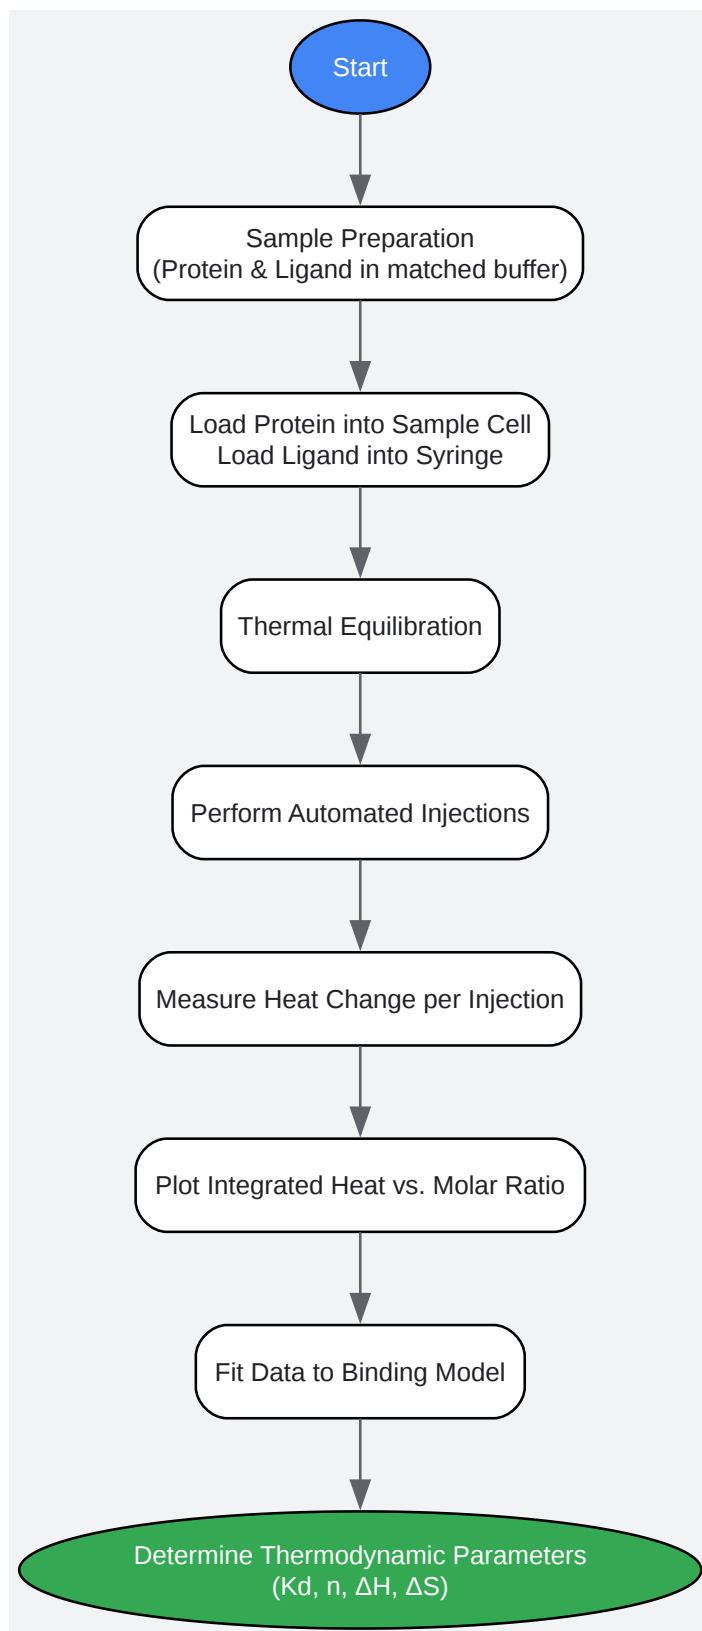 Start
Sample Preparation
(Protein & Ligand in matched buffer)
Load Protein into Sample Cell
Load Ligand into Syringe
Thermal Equilibration
Perform Automated Injections
Measure Heat Change per Injection
Plot Integrated Heat vs. Molar Ratio
Fit Data to Binding Model
Determine Thermodynamic Parameters
(Kd, n, ΔH, ΔS)